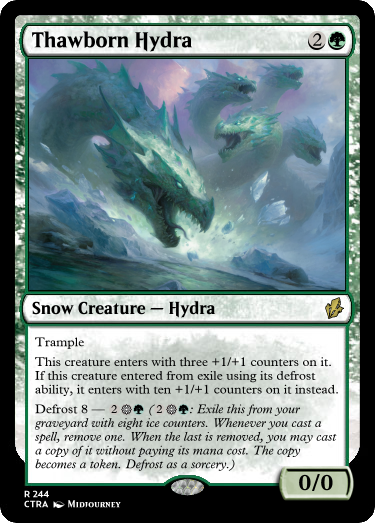 Thawborn Hydra 2
Snow Creature — Hydra
Trample
This creature enters with three +1/+1 counters on it.
If this creature entered from exile using its defrost
ability, it enters with ten +1/+1 counters on it instead.
Defrost 8 — 2 (2 : Exile this from your
graveyard with eight ice counters. Whenever you cast a
spell, remove one. When the last is removed, you may cast
a copy of it without paying its mana cost. The copy
becomes a token. Defrost as a sorcery.)
0/0
R 244
CTRA Midjourney